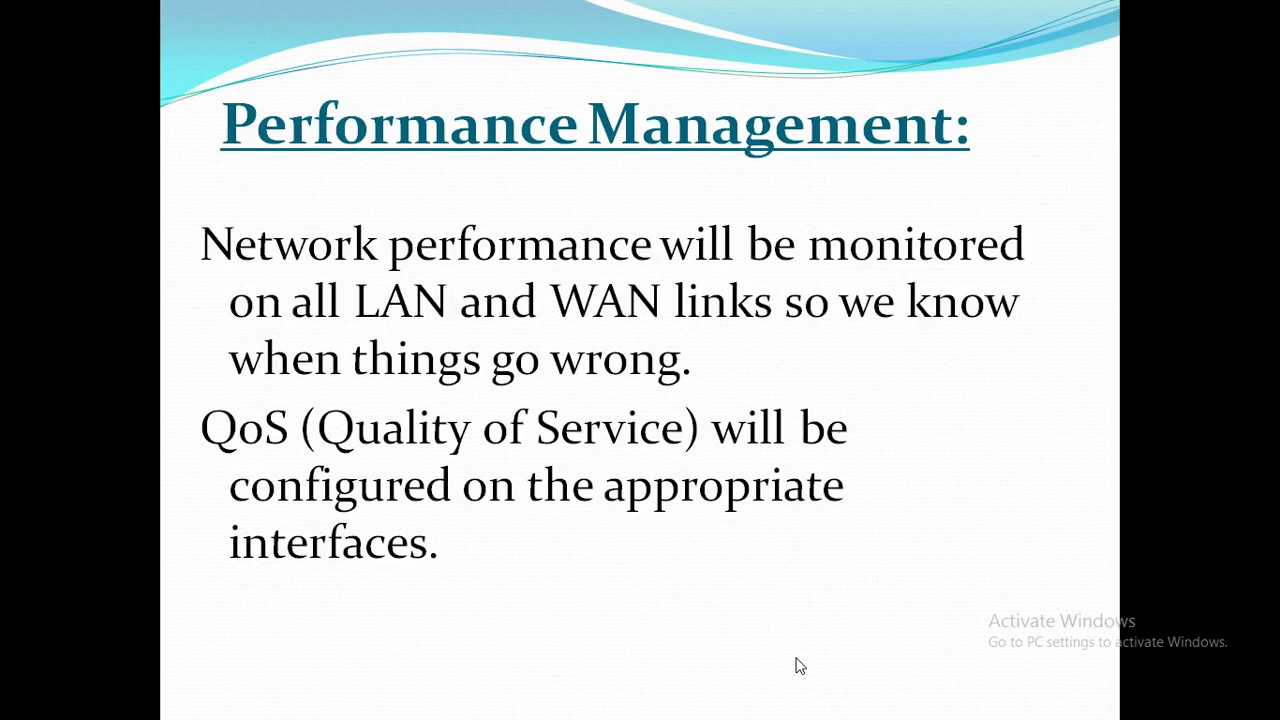 Performance Management:
Network performance will be monitored
on all LAN and WAN links so we know
when things go wrong.
QoS (Quality of Service) will be
configured on the appropriate
interfaces.
Activate Windows
Go to PC settings to activate Windows.